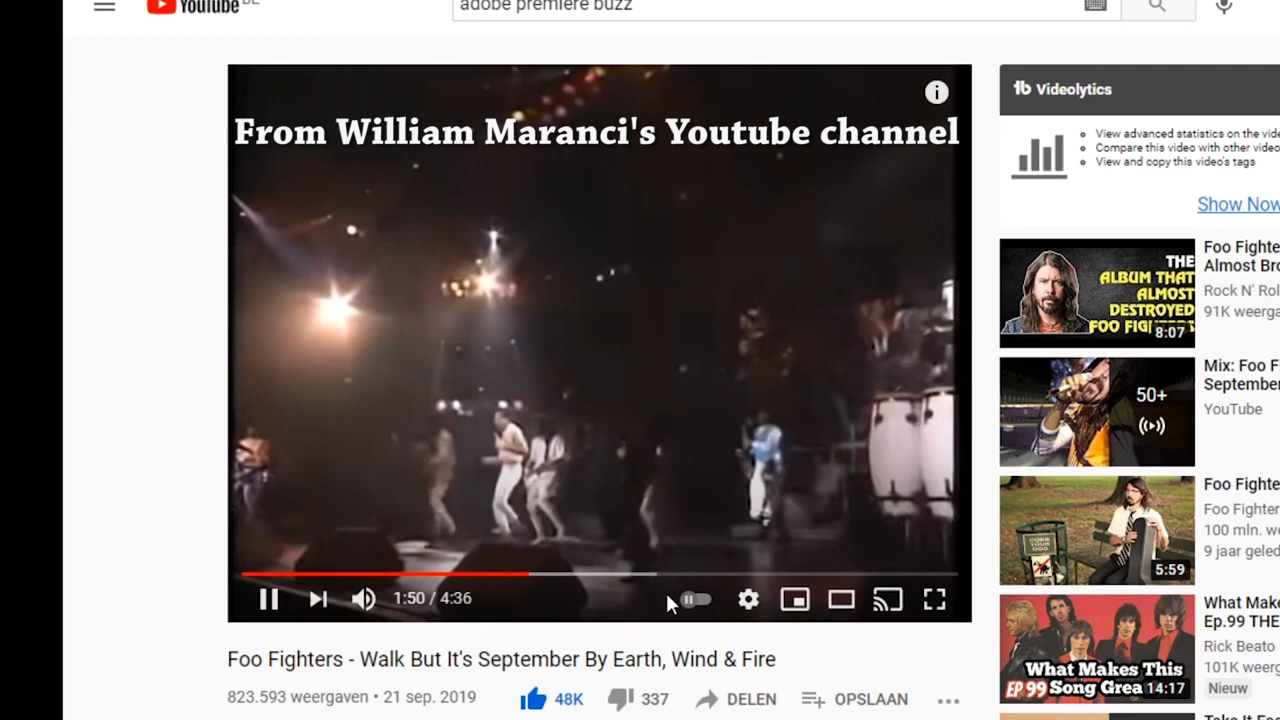 YouTube BE
adobe premiere buzz
From William Maranci's Youtube channel
1:50 / 4:36
Foo Fighters - Walk But It's September By Earth, Wind & Fire
823.593 weergaven • 21 sep. 2019
48K
337
DELEN
OPSLAAN
tb Videolytics
View advanced statistics on the vide
Compare this video with other video
View and copy this video's tags
Show Now
THE
ALBUM THAT
ALMOST
DESTROYED
FOO FIGHTERS
8:07
Foo Fighte
Almost Bro
Rock N' Rol
91K weerga
50+
Mix: Foo Fi
September
YouTube
5:59
Foo Fighte
Foo Fighter
100 mln. we
9 jaar geled
What Makes This
EP 99 Song Grea
14:17
What Make
Ep.99 THE
Rick Beato
101K weerg
Nieuw